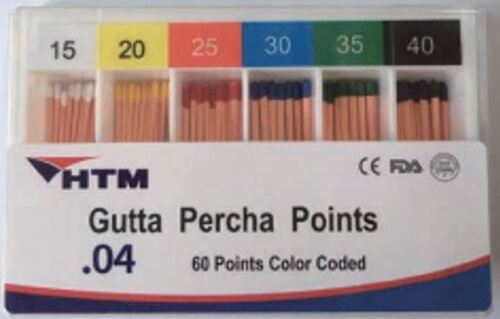 15 20 25 30 35 40
HTM
CE FDA
Gutta Percha Points
.04
60 Points Color Coded